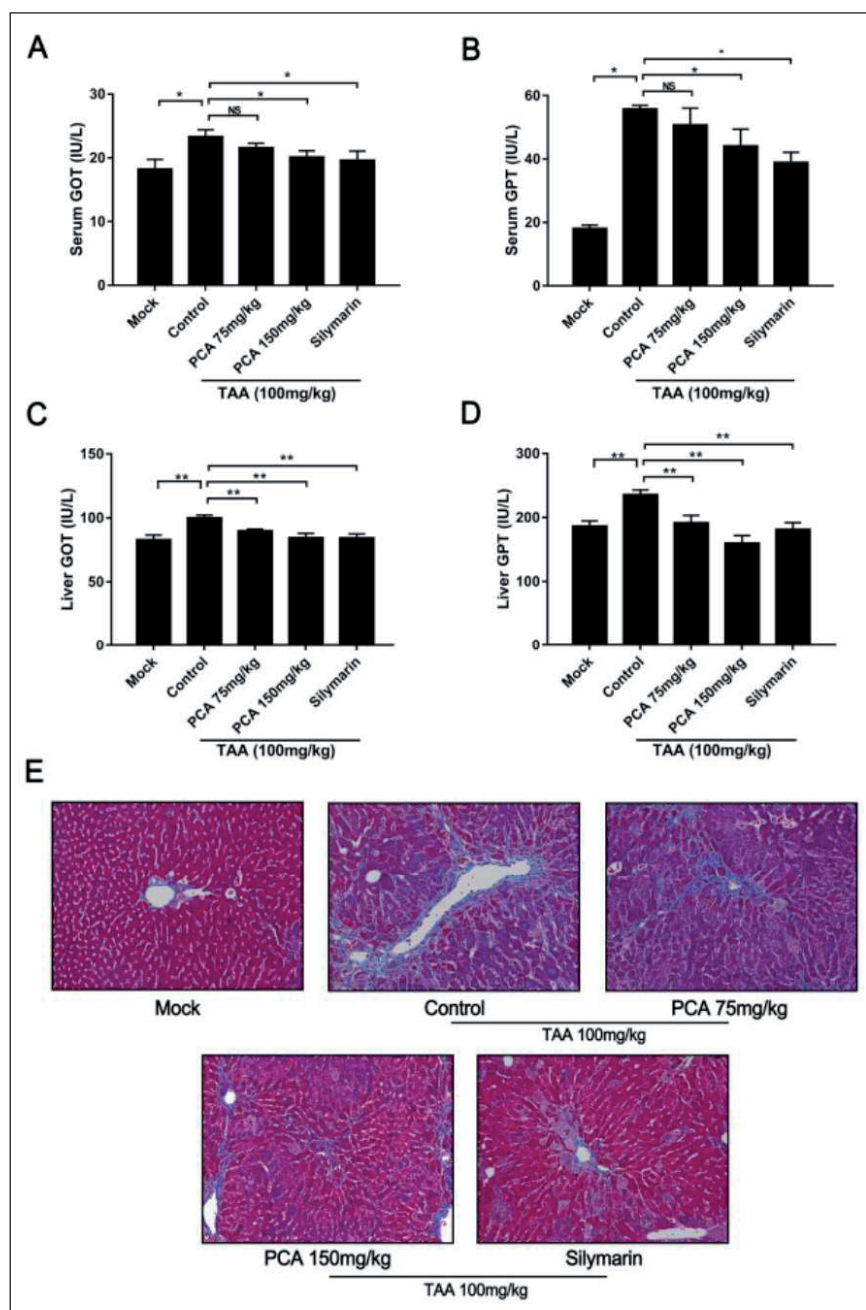 A
B
*
*
*
NS
*
*
*
NS
Serum GOT (IU/L)
30
20
10
0
Serum GPT (IU/L)
60
40
20
0
Mock
Control
PCA 75mg/kg
PCA 150mg/kg
Silymarin
TAA (100mg/kg)
Mock
Control
PCA 75mg/kg
PCA 150mg/kg
Silymarin
TAA (100mg/kg)
C
D
**
**
**
**
**
**
**
**
Liver GOT (IU/L)
150
100
50
0
Liver GPT (IU/L)
300
200
100
0
Mock
Control
PCA 75mg/kg
PCA 150mg/kg
Silymarin
TAA (100mg/kg)
Mock
Control
PCA 75mg/kg
PCA 150mg/kg
Silymarin
TAA (100mg/kg)
E
Mock
Control
PCA 75mg/kg
TAA 100mg/kg
PCA 150mg/kg
Silymarin
TAA 100mg/kg